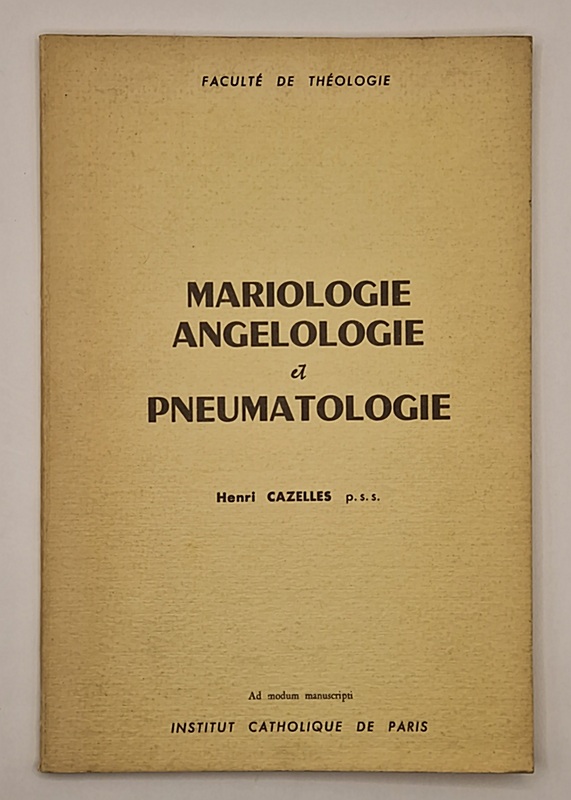 FACULTÉ DE THÉOLOGIE
MARIOLOGIE
ANGELOLOGIE
et
PNEUMATOLOGIE
Henri CAZELLES p.s.s.
Ad modum manuscripti
INSTITUT CATHOLIQUE DE PARIS